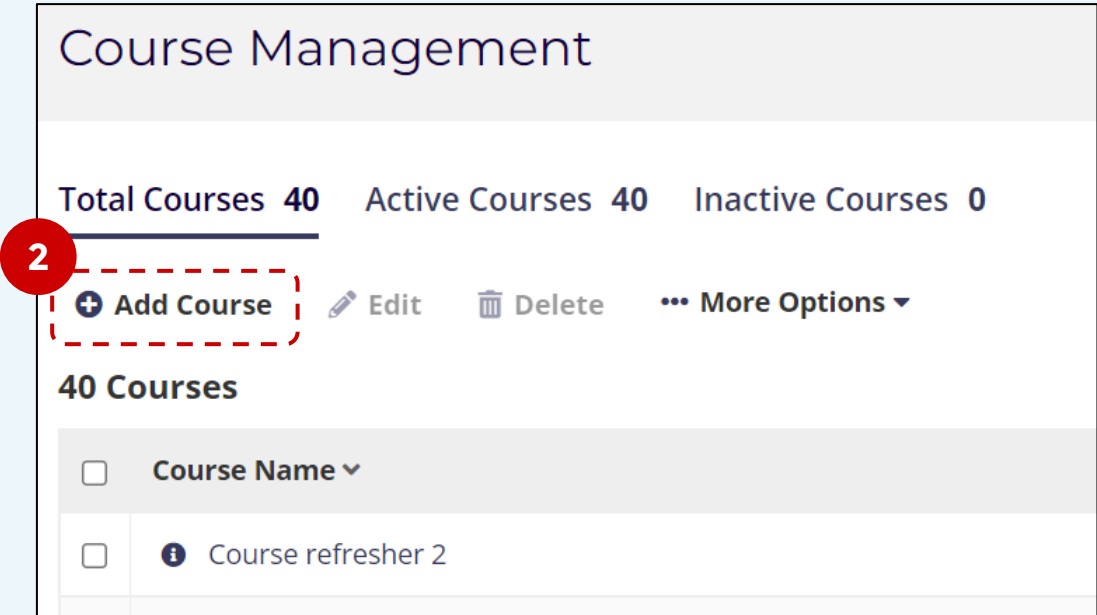 Course Management
Total Courses 40 Active Courses 40 Inactive Courses 0
2
Add Course Edit Delete ••• More Options
40 Courses
Course Name
Course refresher 2